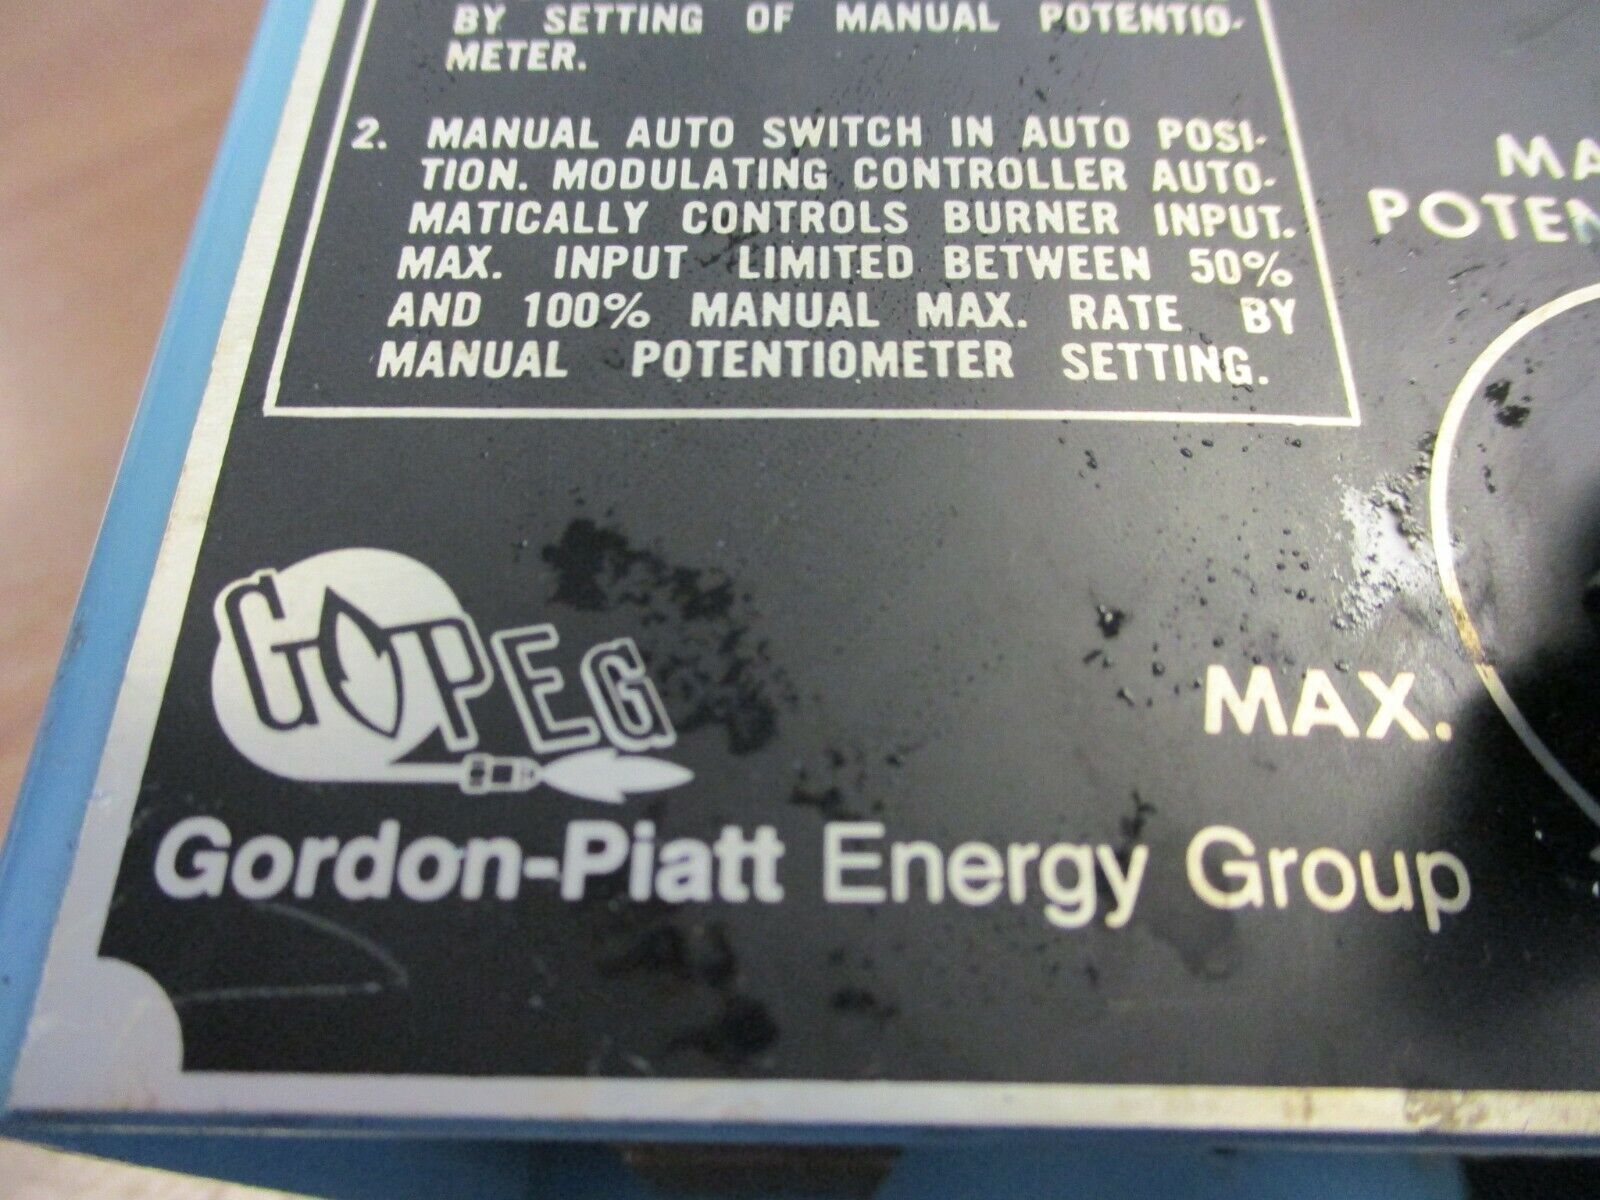 BY SETTING OF MANUAL POTENTIO-
METER.
2. MANUAL AUTO SWITCH IN AUTO POSI-
TION. MODULATING CONTROLLER AUTO-
MATICALLY CONTROLS BURNER INPUT.
MAX. INPUT LIMITED BETWEEN 50%
AND 100% MANUAL MAX. RATE BY
MANUAL POTENTIOMETER SETTING.
MA
POTEN
MAX.
GOPEG
Gordon-Piatt Energy Group